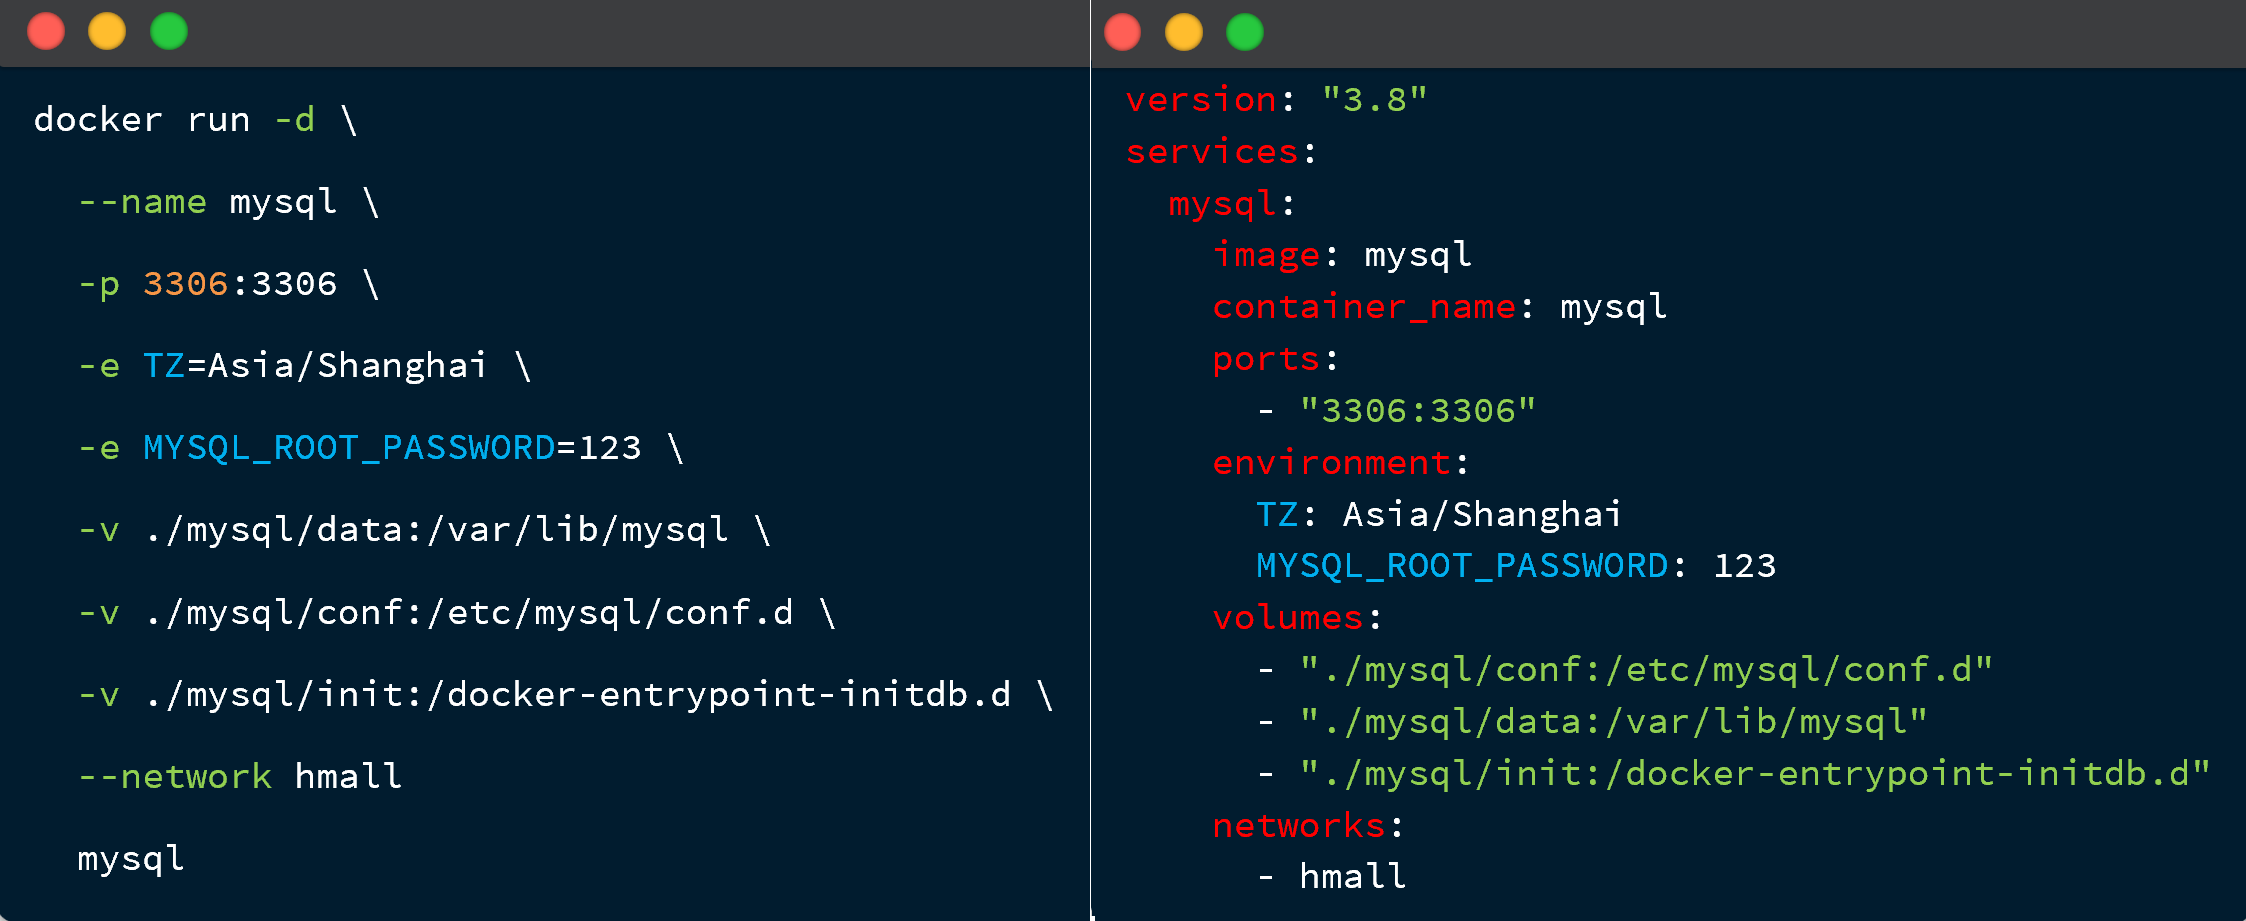 docker run -d \
--name mysql \
-p 3306:3306 \
-e TZ=Asia/Shanghai \
-e MYSQL_ROOT_PASSWORD=123 \
-v ./mysql/data:/var/lib/mysql \
-v ./mysql/conf:/etc/mysql/conf.d \
-v ./mysql/init:/docker-entrypoint-initdb.d \
--network hmall
mysql
version: "3.8"
services:
  mysql:
    image: mysql
    container_name: mysql
    ports:
      - "3306:3306"
    environment:
      TZ: Asia/Shanghai
      MYSQL_ROOT_PASSWORD: 123
    volumes:
      - "./mysql/conf:/etc/mysql/conf.d"
      - "./mysql/data:/var/lib/mysql"
      - "./mysql/init:/docker-entrypoint-initdb.d"
    networks:
      - hmall